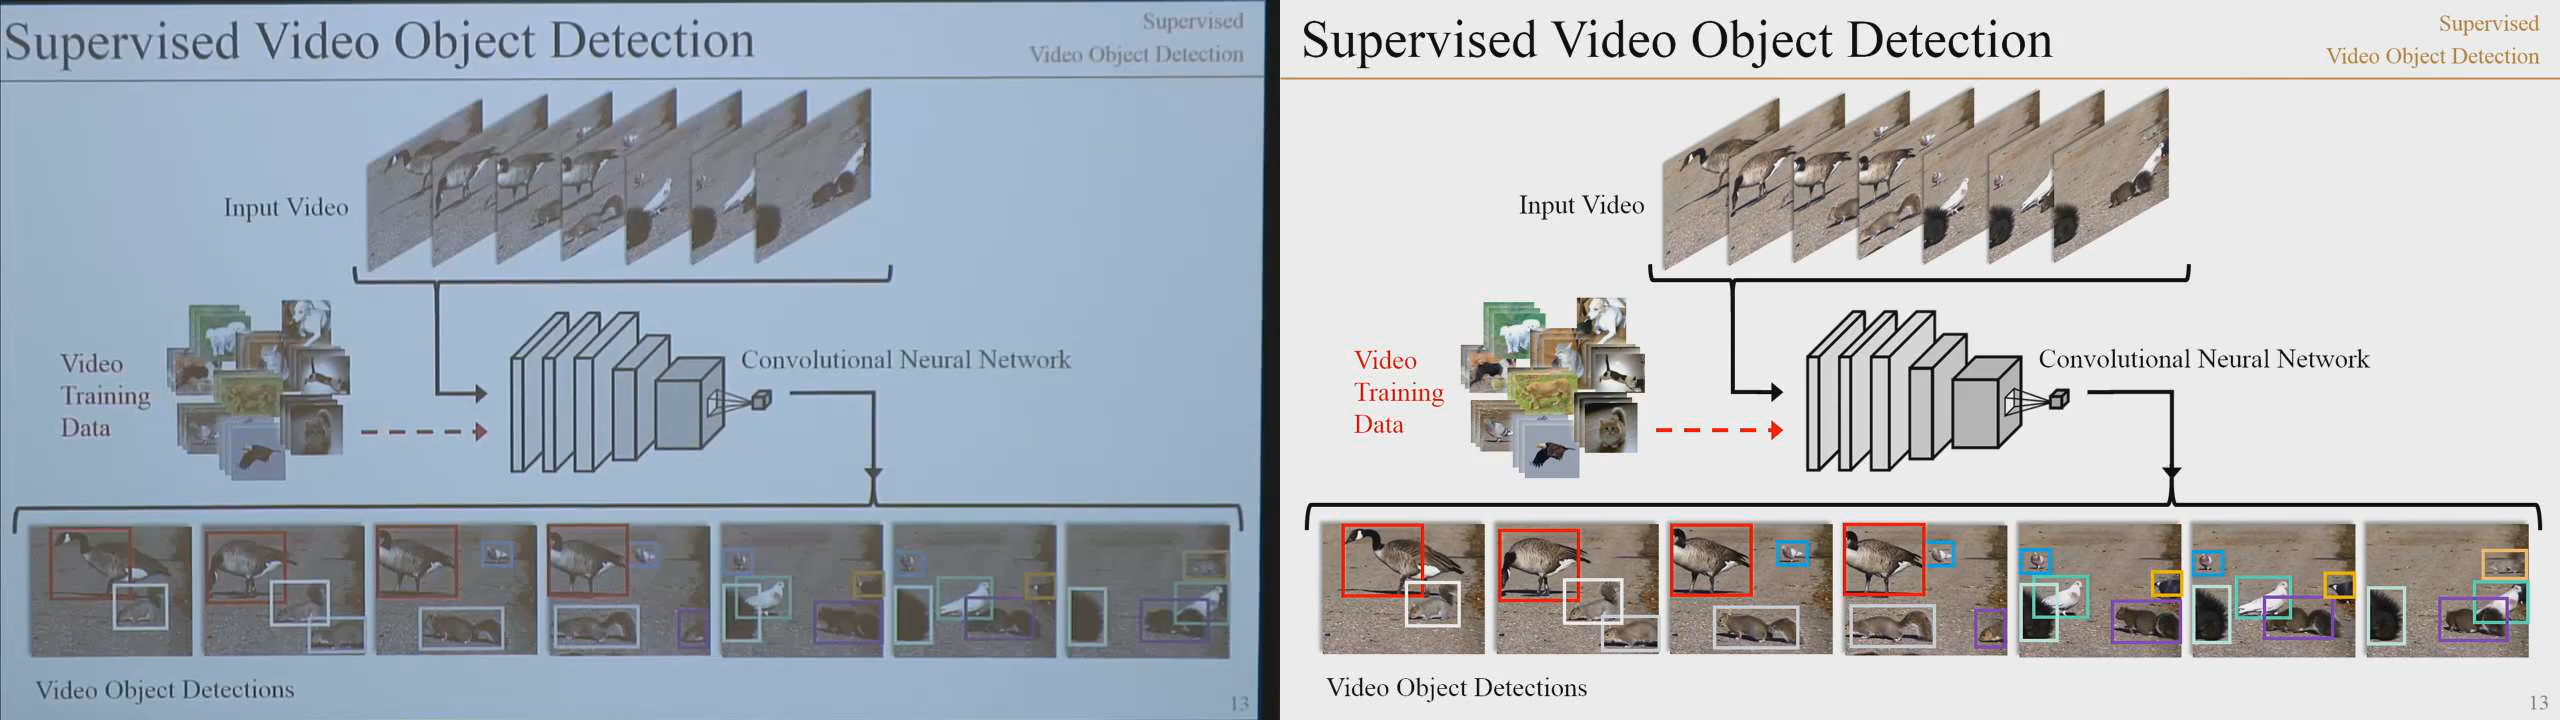 Supervised Video Object Detection
Supervised
Video Object Detection
Input Video
Video
Training
Data
Convolutional Neural Network
Video Object Detections
13
Supervised Video Object Detection
Supervised
Video Object Detection
Input Video
Video
Training
Data
Convolutional Neural Network
Video Object Detections
13